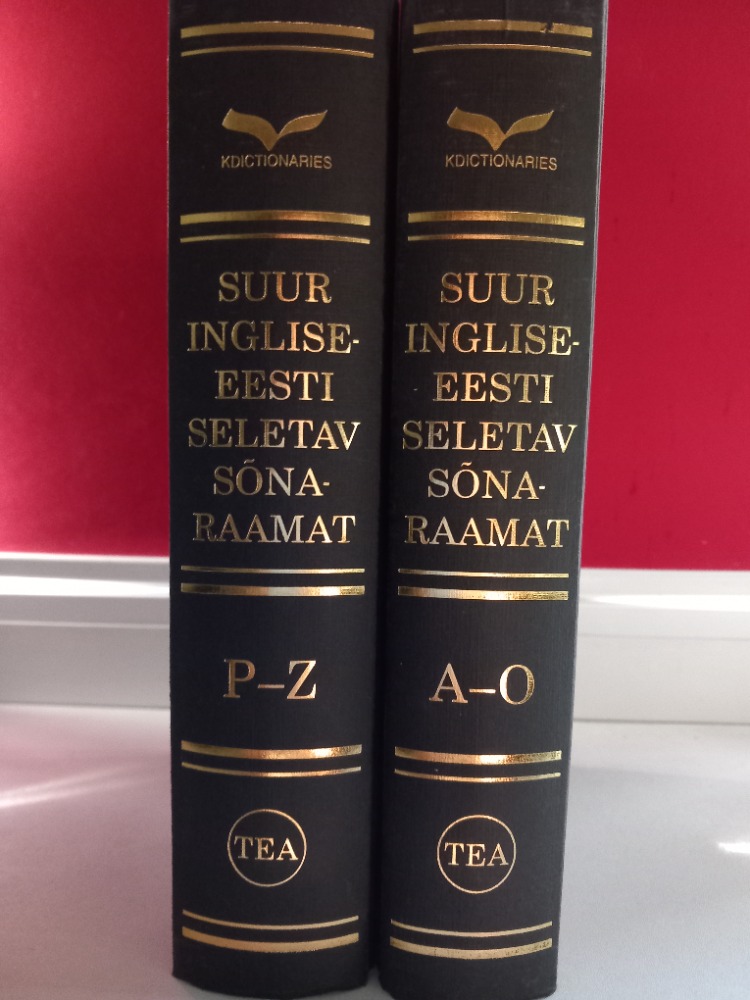 KDICTIONARIES
SUUR
INGLISE-
EESTI
SELETAV
SÕNA-
RAAMAT
P–Z
TEA
KDICTIONARIES
SUUR
INGLISE-
EESTI
SELETAV
SÕNA-
RAAMAT
A–O
TEA